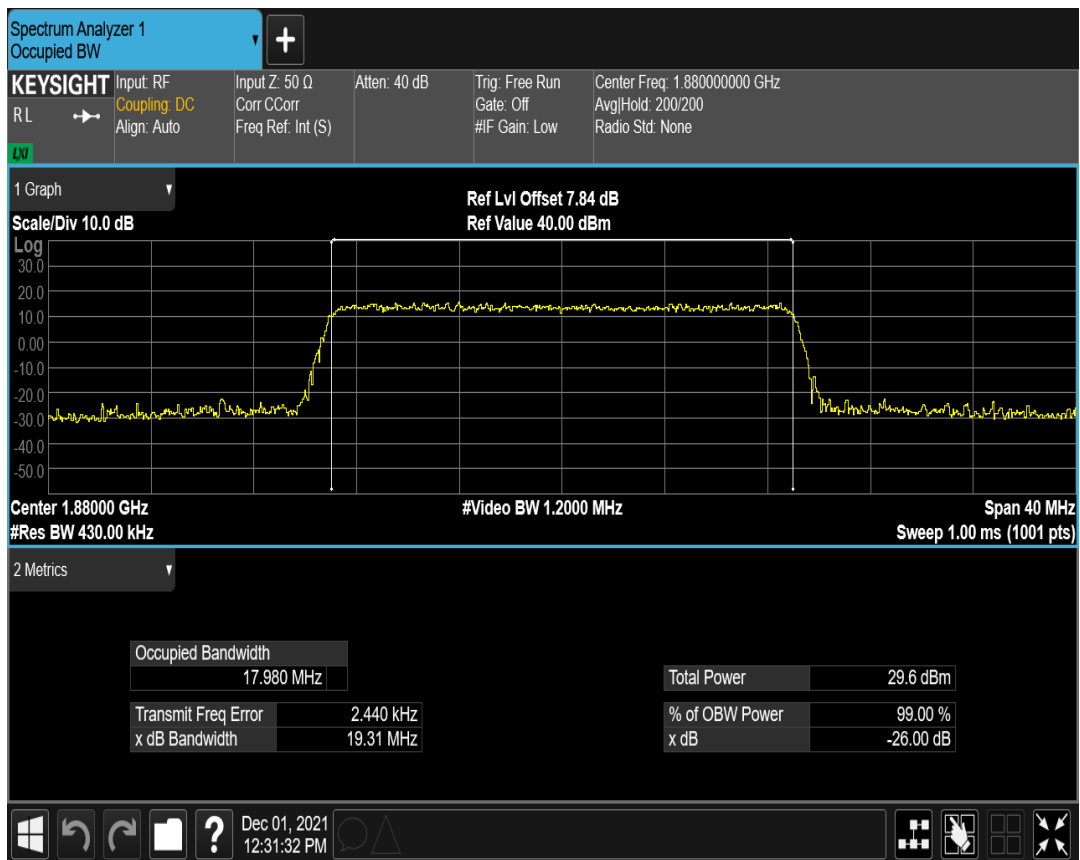 Spectrum Analyzer 1
Occupied BW
+
KEYSIGHT
RL
LXI
Input: RF
Coupling: DC
Align: Auto
Input Z: 50 Ω
Corr CCorr
Freq Ref: Int (S)
Atten: 40 dB
Trig: Free Run
Gate: Off
#IF Gain: Low
Center Freq: 1.880000000 GHz
Avg|Hold: 200/200
Radio Std: None
1 Graph
Ref Lvl Offset 7.84 dB
Scale/Div 10.0 dB
Ref Value 40.00 dBm
Log
30.0
20.0
10.0
0.00
-10.0
-20.0
-30.0
-40.0
-50.0
Center 1.88000 GHz
#Video BW 1.2000 MHz
Span 40 MHz
#Res BW 430.00 kHz
Sweep 1.00 ms (1001 pts)
2 Metrics
Occupied Bandwidth
17.980 MHz
Total Power 29.6 dBm
Transmit Freq Error 2.440 kHz
% of OBW Power 99.00 %
x dB Bandwidth 19.31 MHz
x dB -26.00 dB
?
Dec 01, 2021
12:31:32 PM